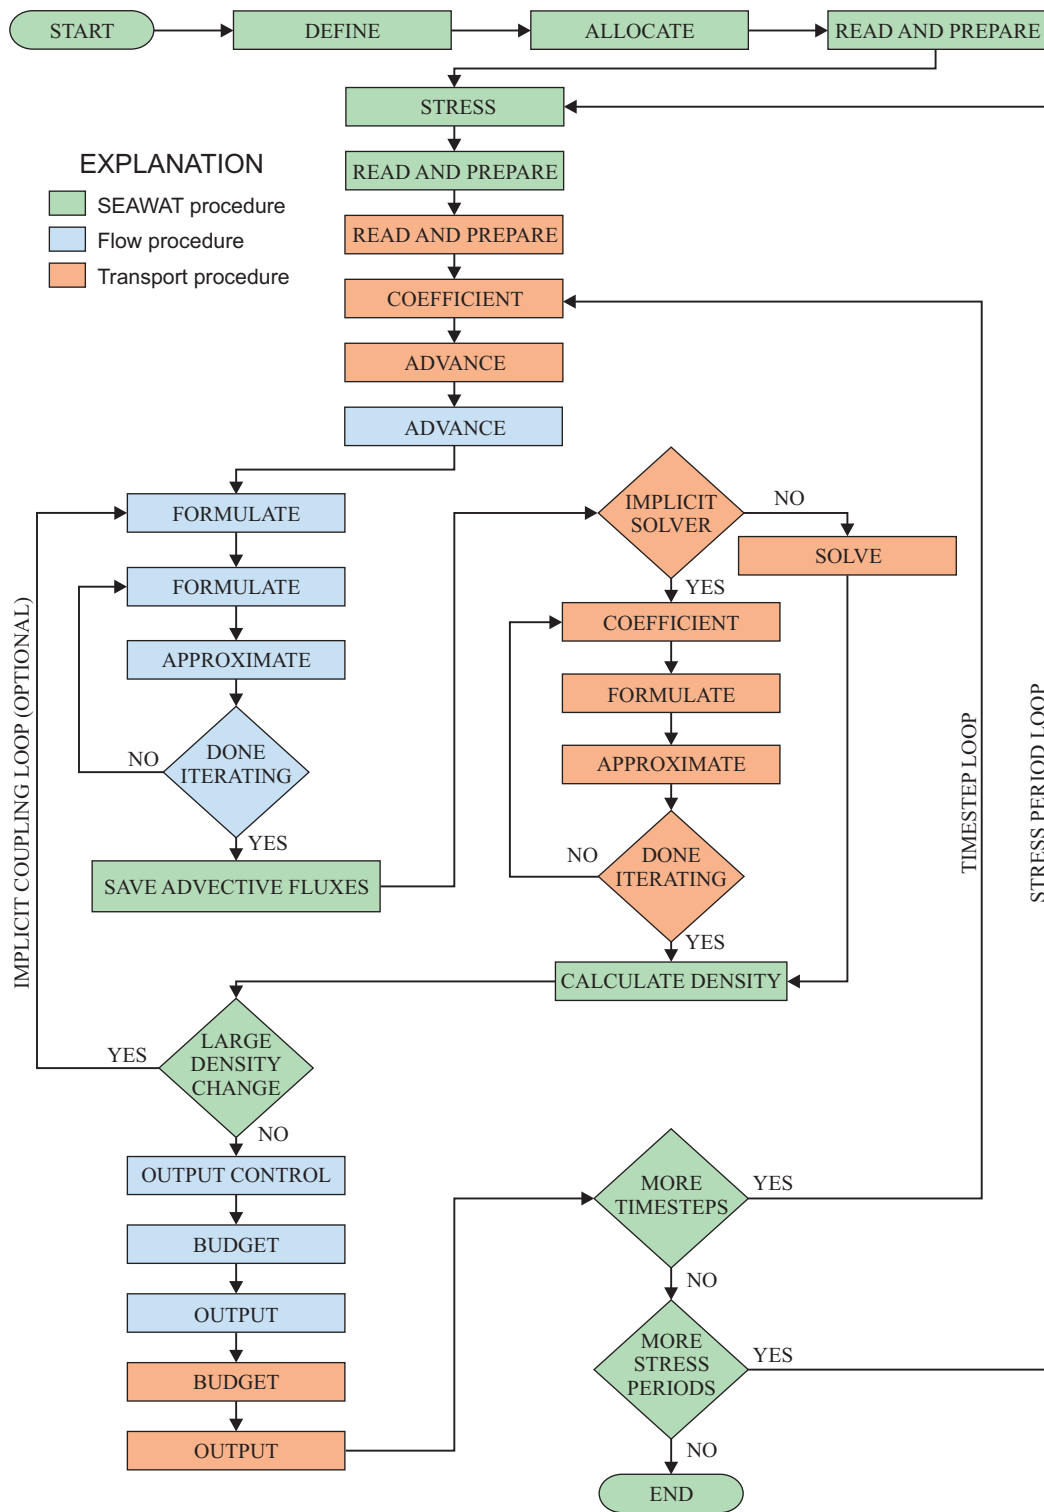 START
DEFINE
ALLOCATE
READ AND PREPARE
STRESS
EXPLANATION
SEAWAT procedure
Flow procedure
Transport procedure
READ AND PREPARE
READ AND PREPARE
COEFFICIENT
ADVANCE
ADVANCE
FORMULATE
FORMULATE
APPROXIMATE
DONE
ITERATING
NO
YES
SAVE ADVECTIVE FLUXES
IMPLICIT
SOLVER
NO
SOLVE
YES
COEFFICIENT
FORMULATE
APPROXIMATE
DONE
ITERATING
NO
YES
CALCULATE DENSITY
IMPLICIT COUPLING LOOP (OPTIONAL)
TIMESTEP LOOP
STRESS PERIOD LOOP
LARGE
DENSITY
CHANGE
YES
NO
OUTPUT CONTROL
BUDGET
OUTPUT
BUDGET
OUTPUT
MORE
TIMESTEPS
YES
NO
MORE
STRESS
PERIODS
YES
NO
END